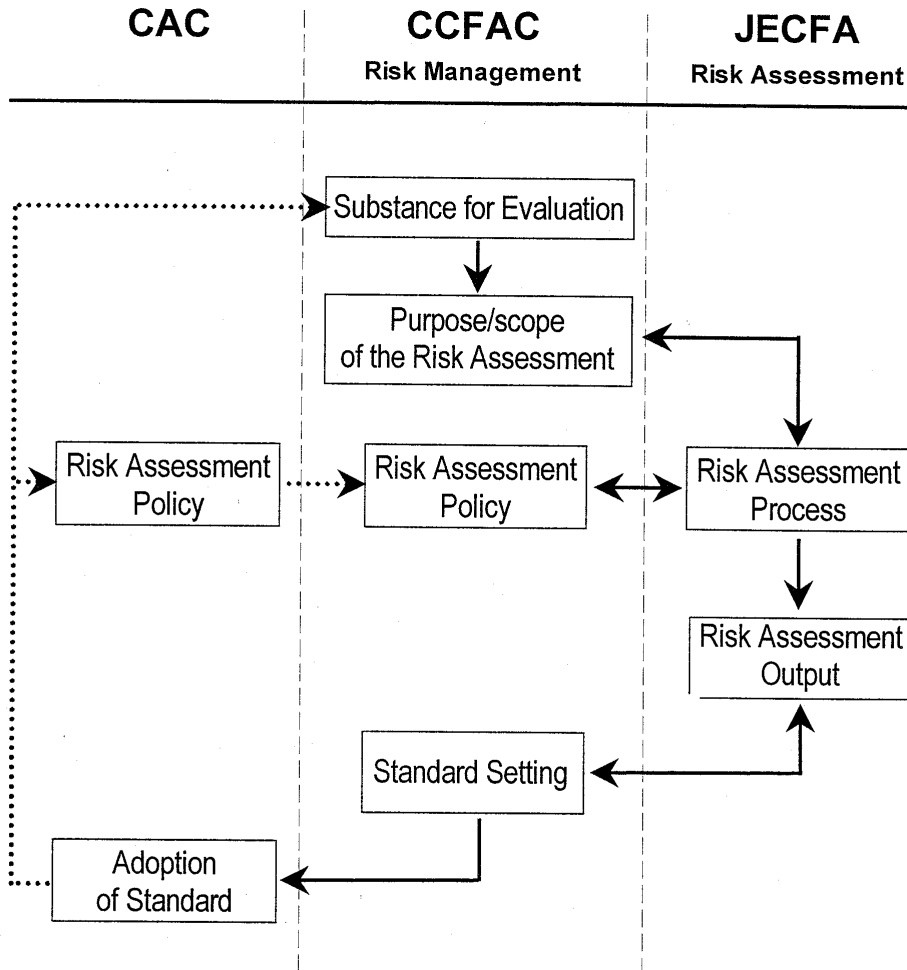 CAC
CCFAC
JECFA
Risk Management
Risk Assessment
Substance for Evaluation
Purpose/scope
of the Risk Assessment
Risk Assessment
Policy
Risk Assessment
Policy
Risk Assessment
Process
Risk Assessment
Output
Standard Setting
Adoption
of Standard